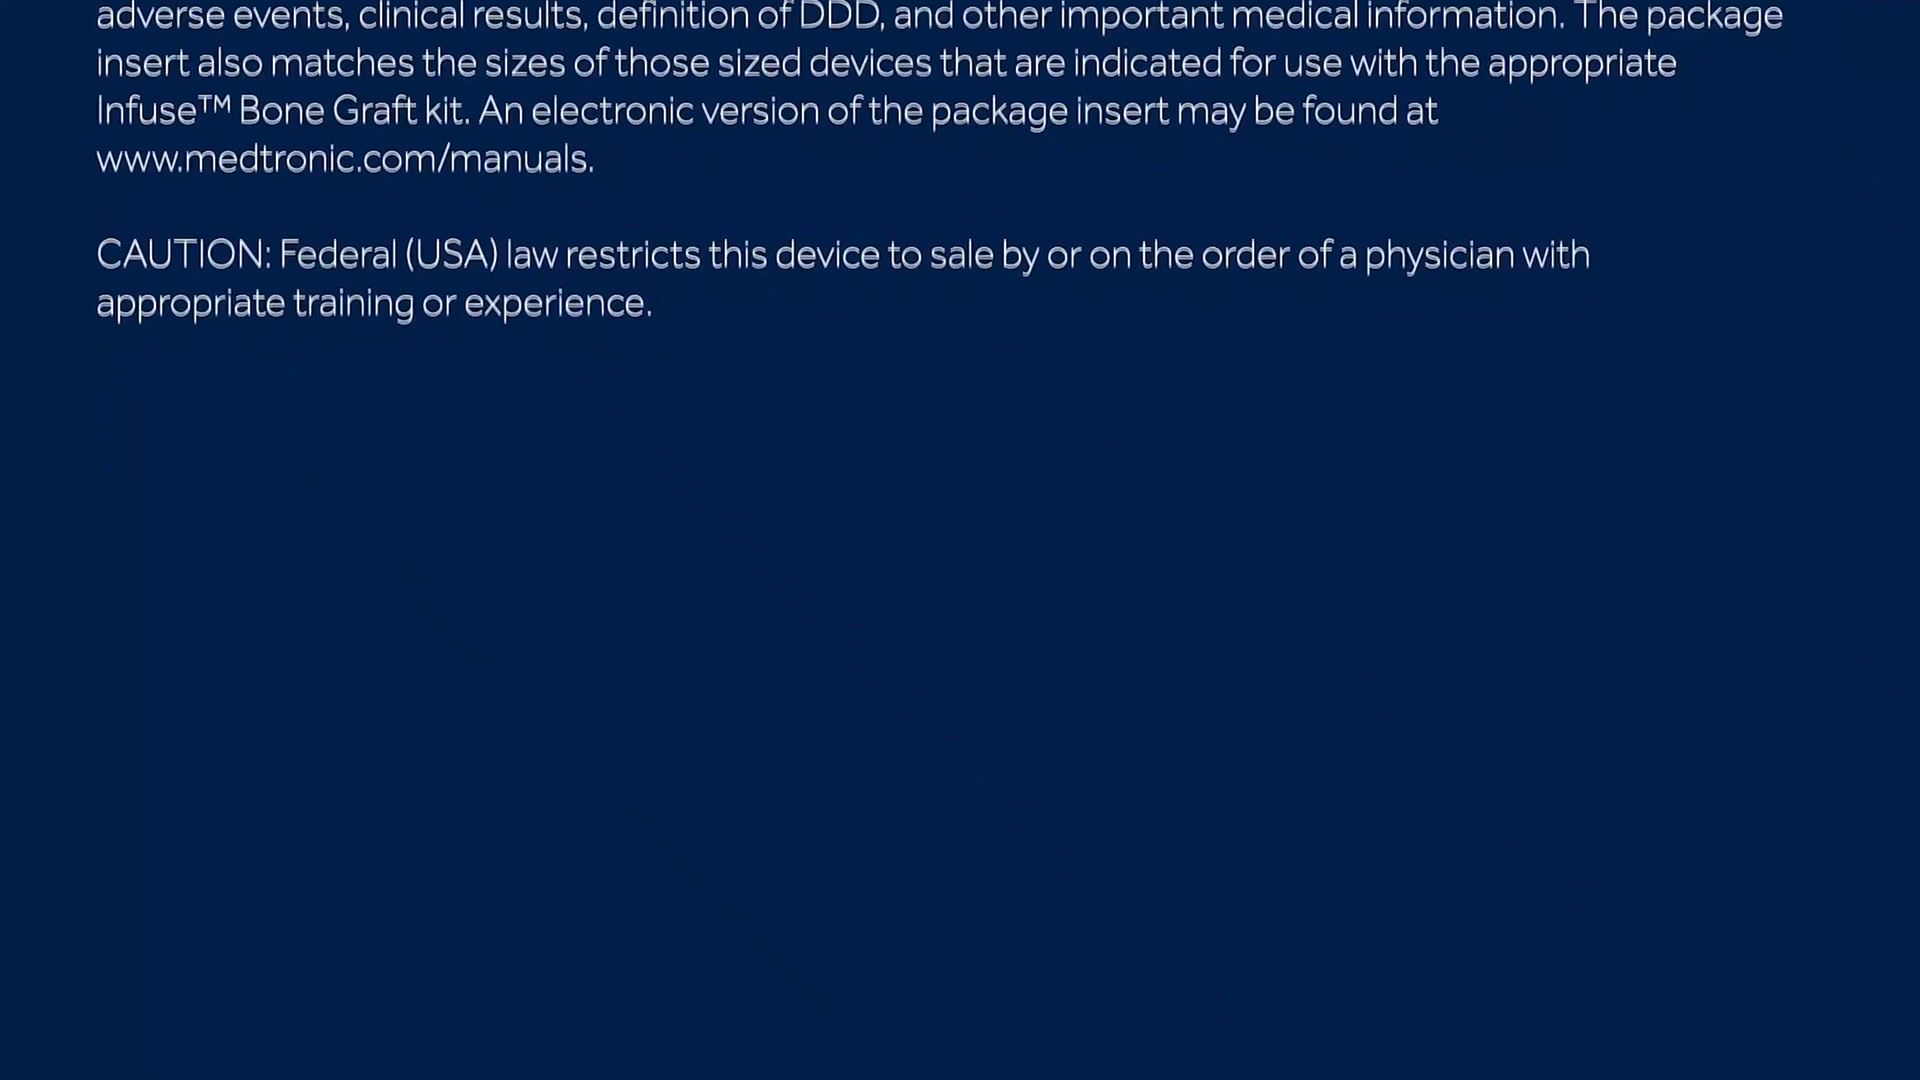 adverse events, clinical results, definition of DDD, and other important medical information. The package
insert also matches the sizes of those sized devices that are indicated for use with the appropriate
Infuse™ Bone Graft kit. An electronic version of the package insert may be found at
www.medtronic.com/manuals.
CAUTION: Federal (USA) law restricts this device to sale by or on the order of a physician with
appropriate training or experience.